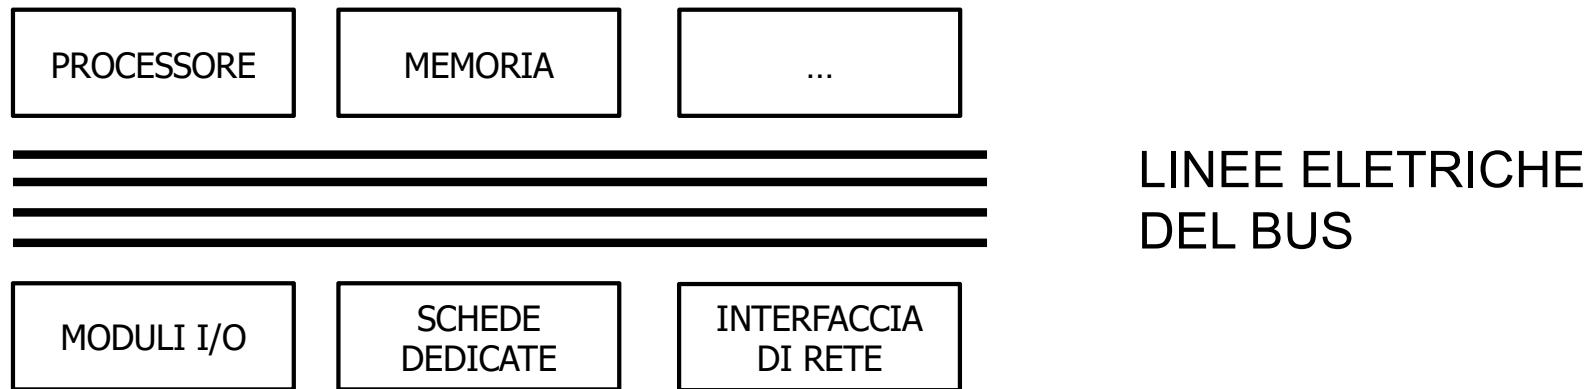 PROCESSORE
MEMORIA
...
LINEE ELETRICHE
DEL BUS
MODULI I/O
SCHEDE
DEDICATE
INTERFACCIA
DI RETE